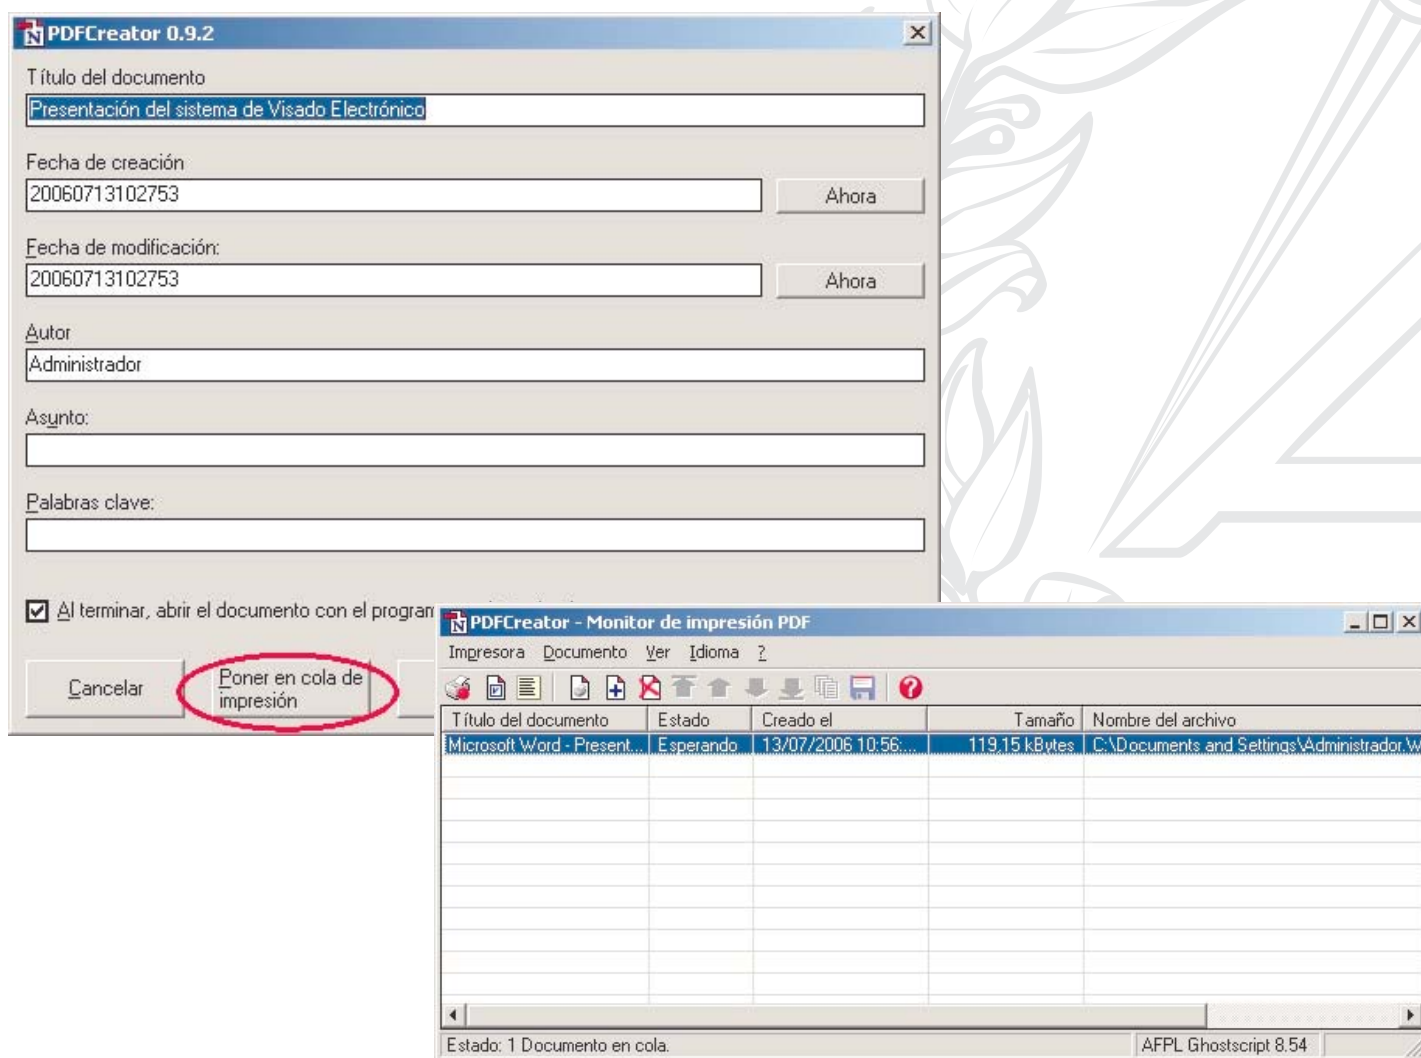 PDFCreator 0.9.2
Título del documento
Presentación del sistema de Visado Electrónico
Fecha de creación
20060713102753
Ahora
Fecha de modificación:
20060713102753
Ahora
Autor
Administrador
Asunto:
Palabras clave:
Al terminar, abrir el documento con el
Cancelar
Poner en cola de
impresión
PDFCreator - Monitor de impresión PDF
Impresora Documento Ver Idioma ?
Título del documento Estado Creado el Tamaño Nombre del archivo
Microsoft Word - Present... Esperando 13/07/2006 10:56:... 119,15 kBytes C:\Documents and Settings\Administrador.W
Estado: 1 Documento en cola. AFPL Ghostscript 8.54